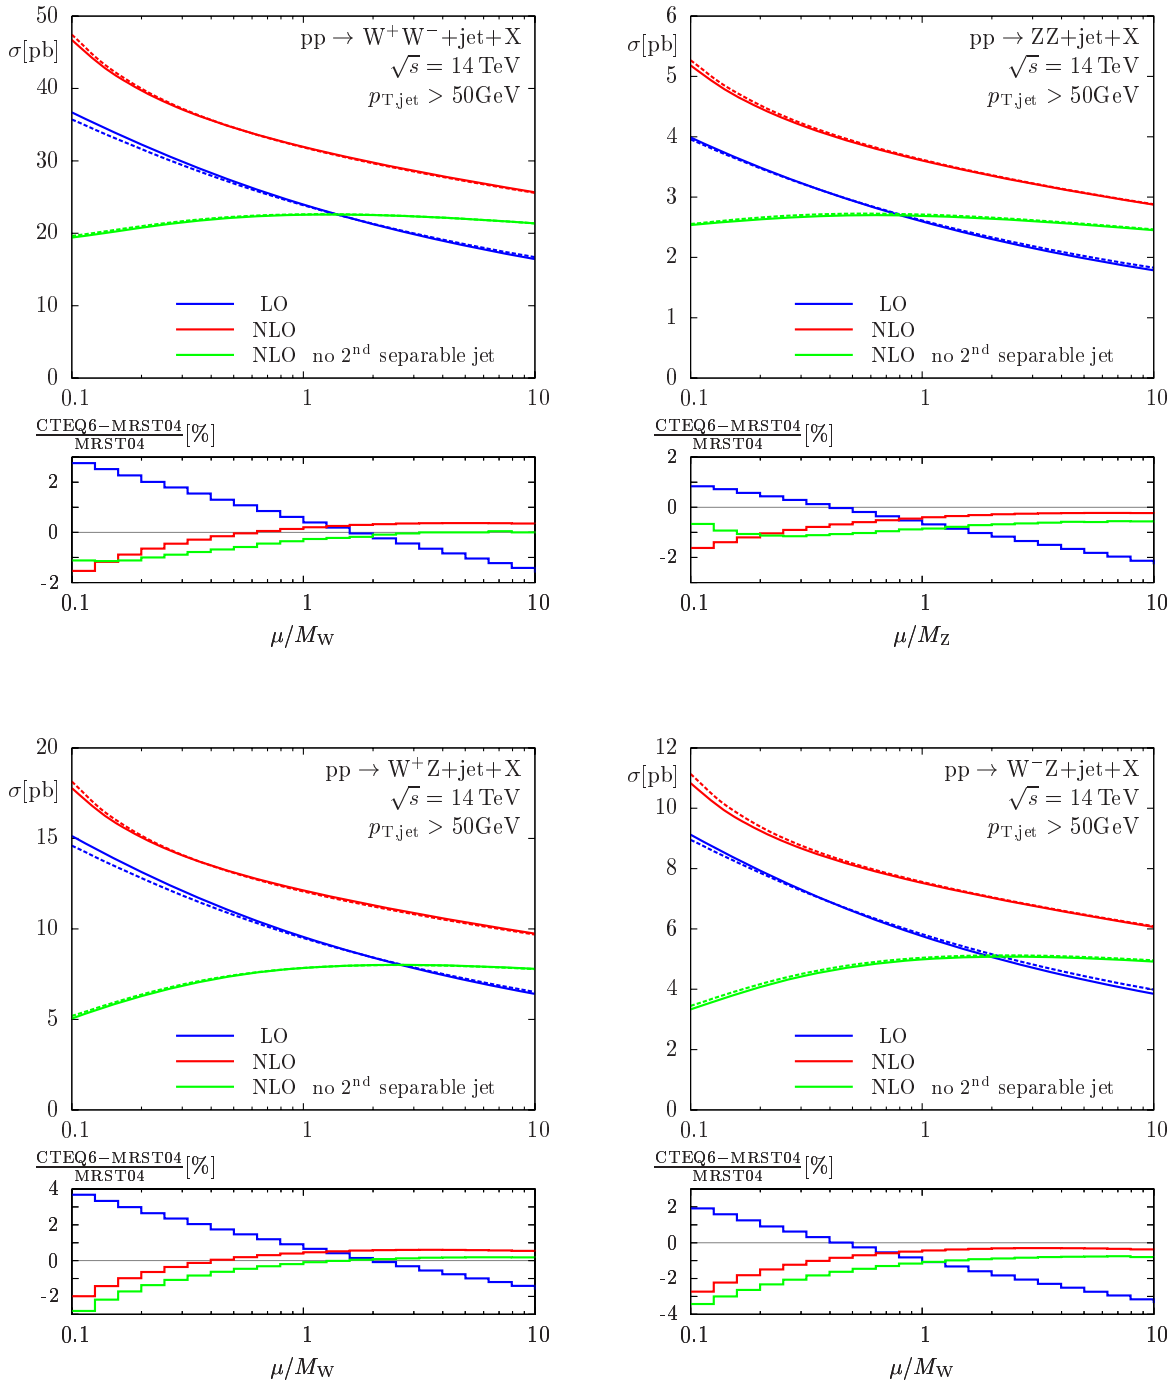 50
40
30
20
10
0
σ[pb]
pp → W⁺W⁻+jet+X
√s = 14 TeV
p_T,jet > 50GeV
LO
NLO
NLO no 2ⁿᵈ separable jet
0.1 1 10
CTEQ6−MRST04
MRST04
[%]
2
0
-2
0.1 1 10
μ/M_W
6
5
4
3
2
1
0
σ[pb]
pp → ZZ+jet+X
√s = 14 TeV
p_T,jet > 50GeV
LO
NLO
NLO no 2ⁿᵈ separable jet
0.1 1 10
CTEQ6−MRST04
MRST04
[%]
2
0
-2
0.1 1 10
μ/M_Z
20
15
10
5
0
σ[pb]
pp → W⁺Z+jet+X
√s = 14 TeV
p_T,jet > 50GeV
LO
NLO
NLO no 2ⁿᵈ separable jet
0.1 1 10
CTEQ6−MRST04
MRST04
[%]
4
2
0
-2
0.1 1 10
μ/M_W
12
10
8
6
4
2
0
σ[pb]
pp → W⁻Z+jet+X
√s = 14 TeV
p_T,jet > 50GeV
LO
NLO
NLO no 2ⁿᵈ separable jet
0.1 1 10
CTEQ6−MRST04
MRST04
[%]
2
0
-2
-4
0.1 1 10
μ/M_W